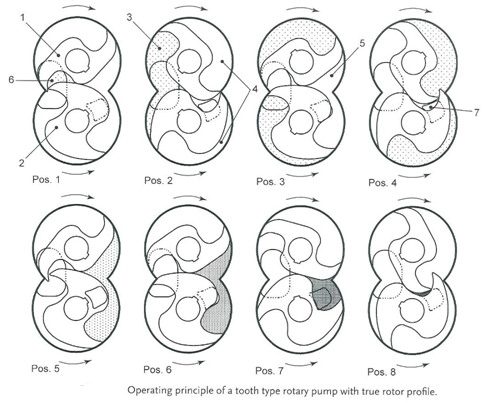 1
3
5
6
4
7
2
Pos. 1
Pos. 2
Pos. 3
Pos. 4
Pos. 5
Pos. 6
Pos. 7
Pos. 8
Operating principle of a tooth type rotary pump with true rotor profile.